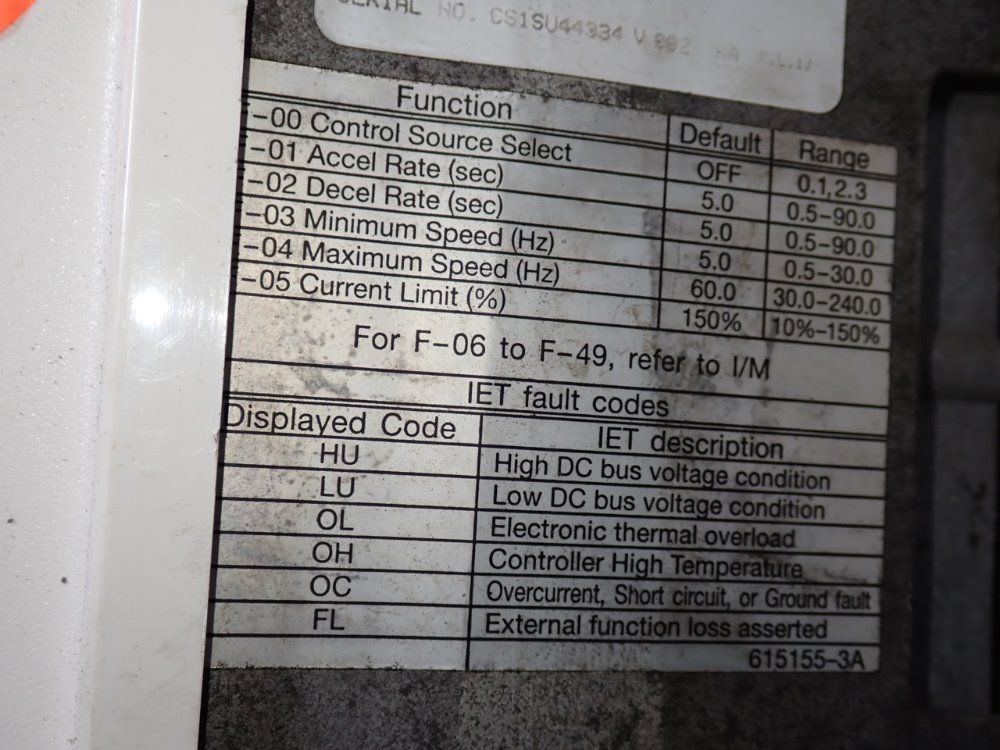 SERIAL NO. CS1SU44334 V 092
Function Default Range
-00 Control Source Select OFF 0.1,2.3
-01 Accel Rate (sec) 5.0 0.5-90.0
-02 Decel Rate (sec) 5.0 0.5-90.0
-03 Minimum Speed (Hz) 5.0 0.5-30.0
-04 Maximum Speed (Hz) 60.0 30.0-240.0
-05 Current Limit (%) 150% 10%-150%
For F-06 to F-49, refer to I/M
IET fault codes
Displayed Code IET description
HU High DC bus voltage condition
LU Low DC bus voltage condition
OL Electronic thermal overload
OH Controller High Temperature
OC Overcurrent, Short circuit, or Ground fault
FL External function loss asserted
615155-3A